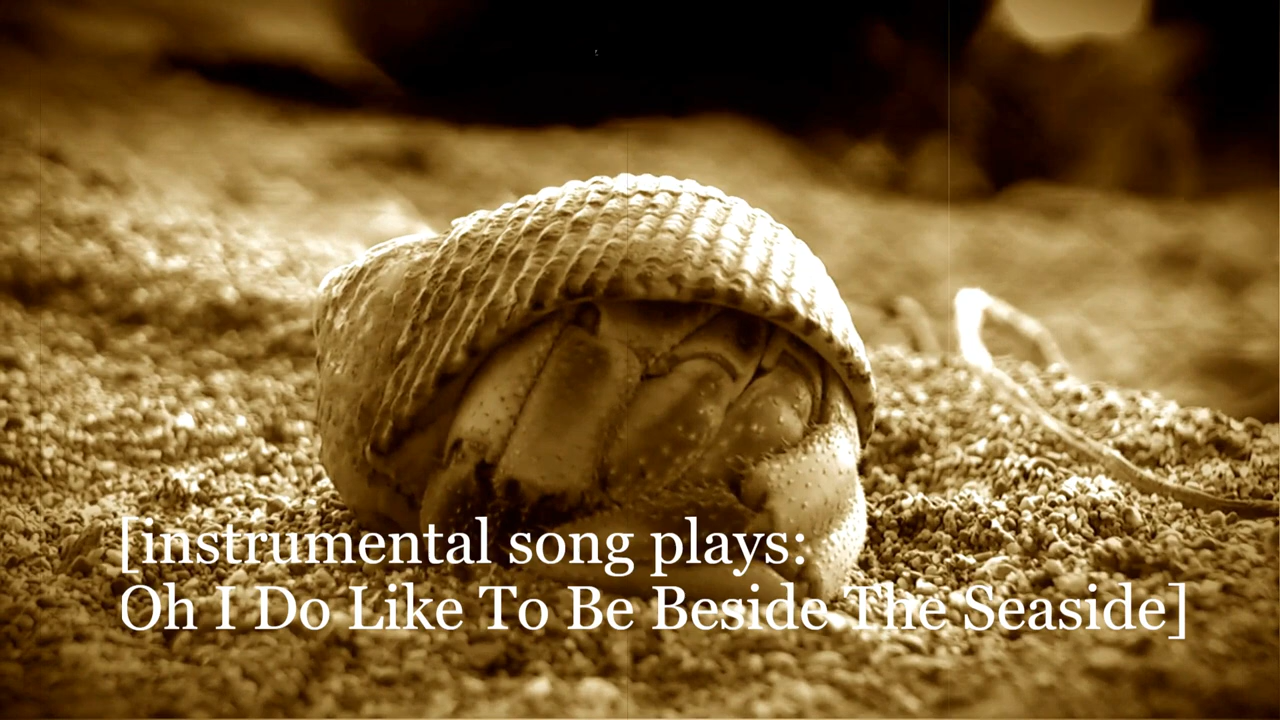 [instrumental song plays:
Oh I Do Like To Be Beside The Seaside]